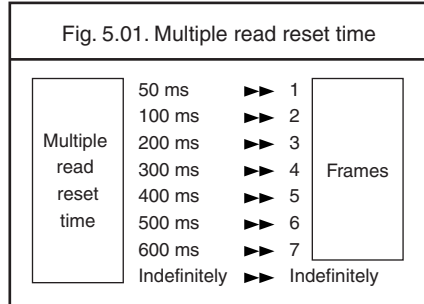 Fig. 5.01. Multiple read reset time
Multiple
read
reset
time
50 ms ►► 1
100 ms ►► 2
200 ms ►► 3
300 ms ►► 4
400 ms ►► 5
500 ms ►► 6
600 ms ►► 7
Indefinitely ►► Indefinitely
Frames